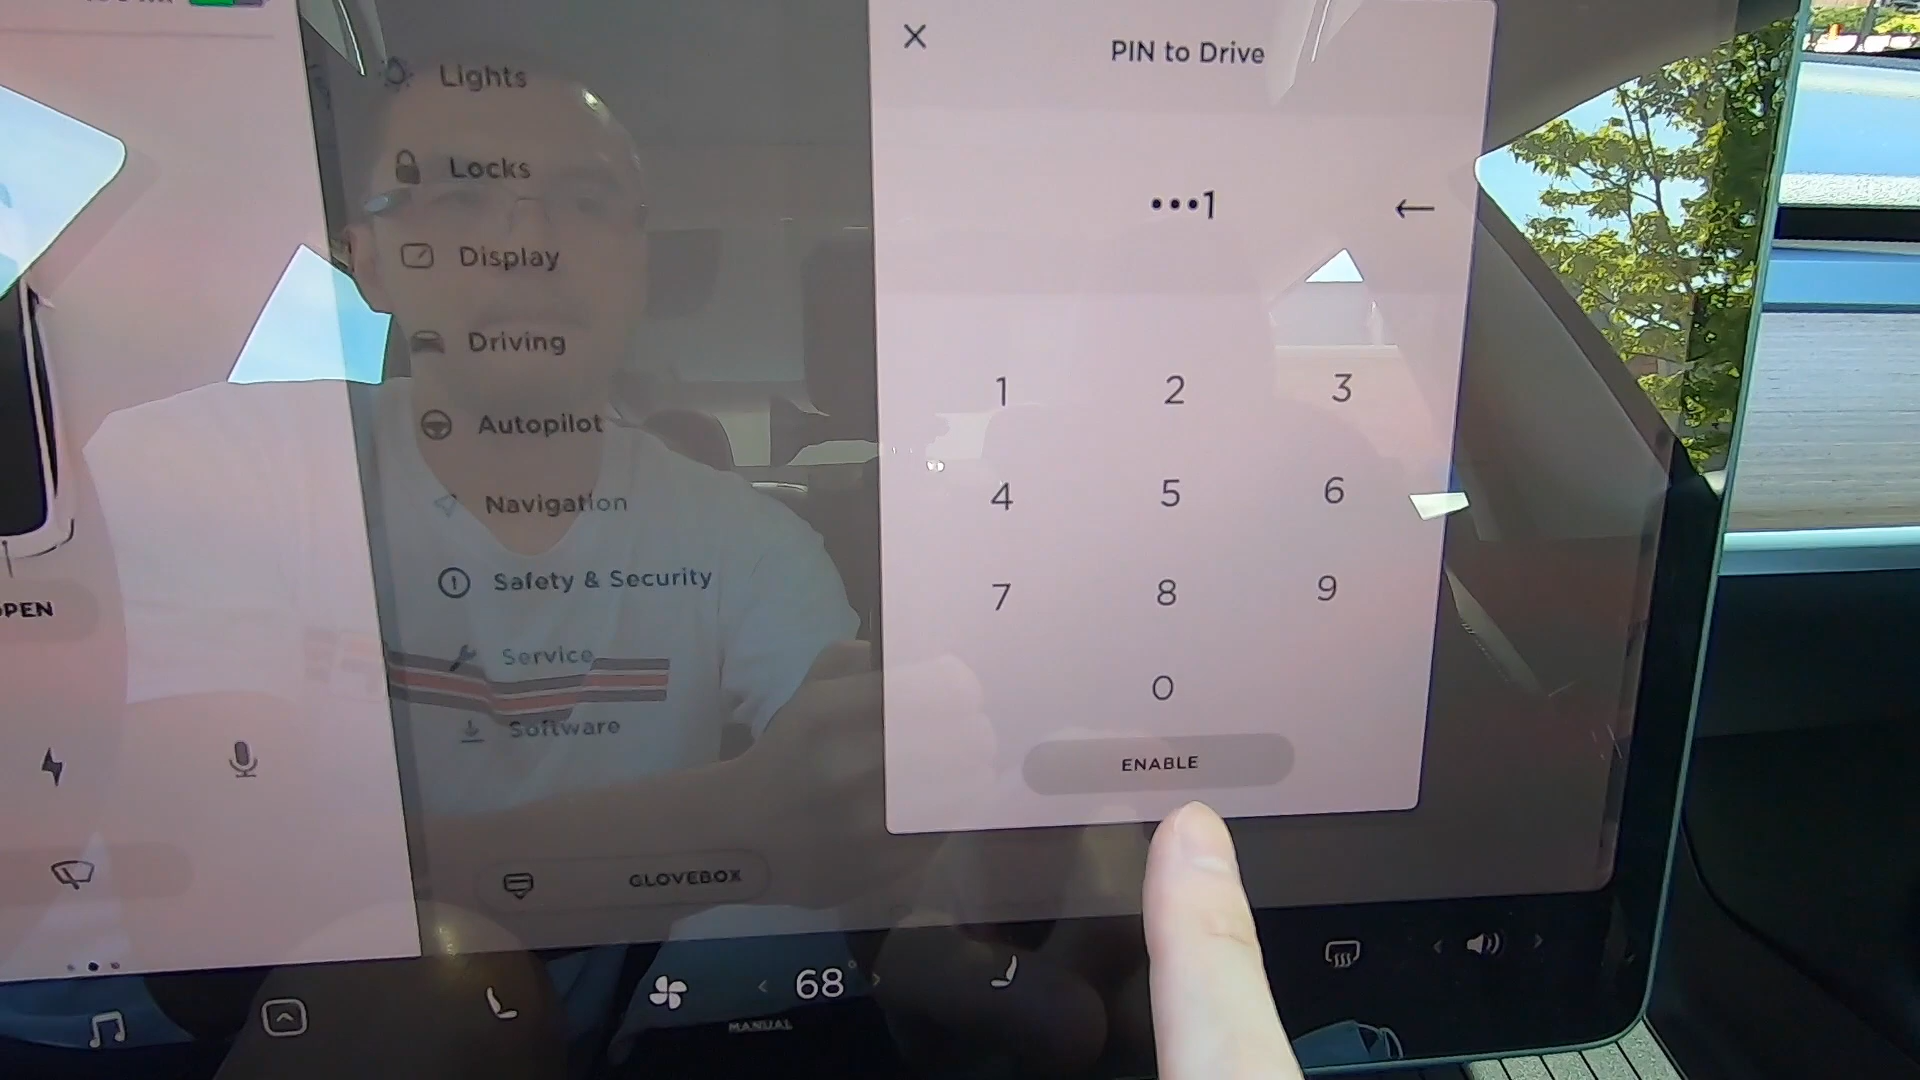 Lights
Locks
Display
Driving
Autopilot
Navigation
Safety & Security
Service
Software
GLOVEBOX
PIN to Drive
•••1
1 2 3
4 5 6
7 8 9
0
ENABLE
68°
MANUAL